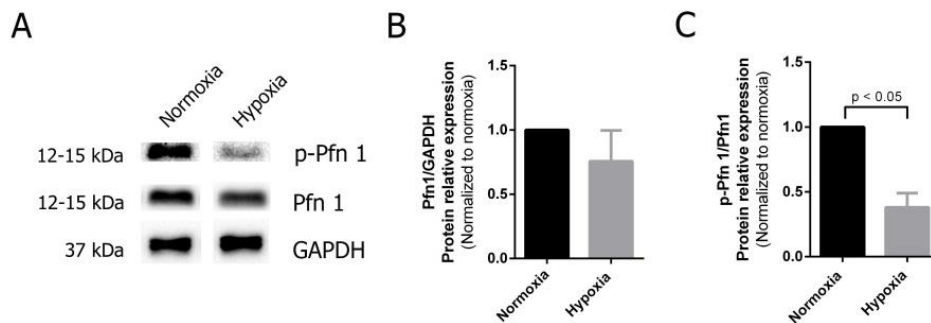 A
Normoxia
Hypoxia
12-15 kDa
p-Pfn 1
12-15 kDa
Pfn 1
37 kDa
GAPDH
B
Pfn1/GAPDH
Protein relative expression
(Normalized to normoxia)
1.5
1.0
0.5
0.0
Normoxia
Hypoxia
C
p-Pfn 1/Pfn1
Protein relative expression
(Normalized to normoxia)
1.5
1.0
0.5
0.0
p < 0.05
Normoxia
Hypoxia